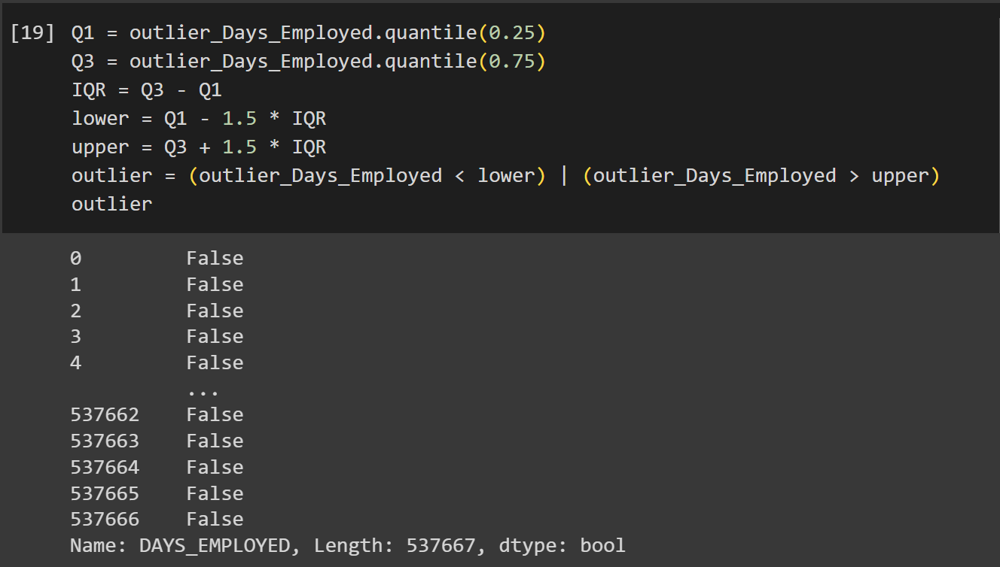 [19] Q1 = outlier_Days_Employed.quantile(0.25)
Q3 = outlier_Days_Employed.quantile(0.75)
IQR = Q3 - Q1
lower = Q1 - 1.5 * IQR
upper = Q3 + 1.5 * IQR
outlier = (outlier_Days_Employed < lower) | (outlier_Days_Employed > upper)
outlier
0         False
1         False
2         False
3         False
4         False
          ...
537662    False
537663    False
537664    False
537665    False
537666    False
Name: DAYS_EMPLOYED, Length: 537667, dtype: bool